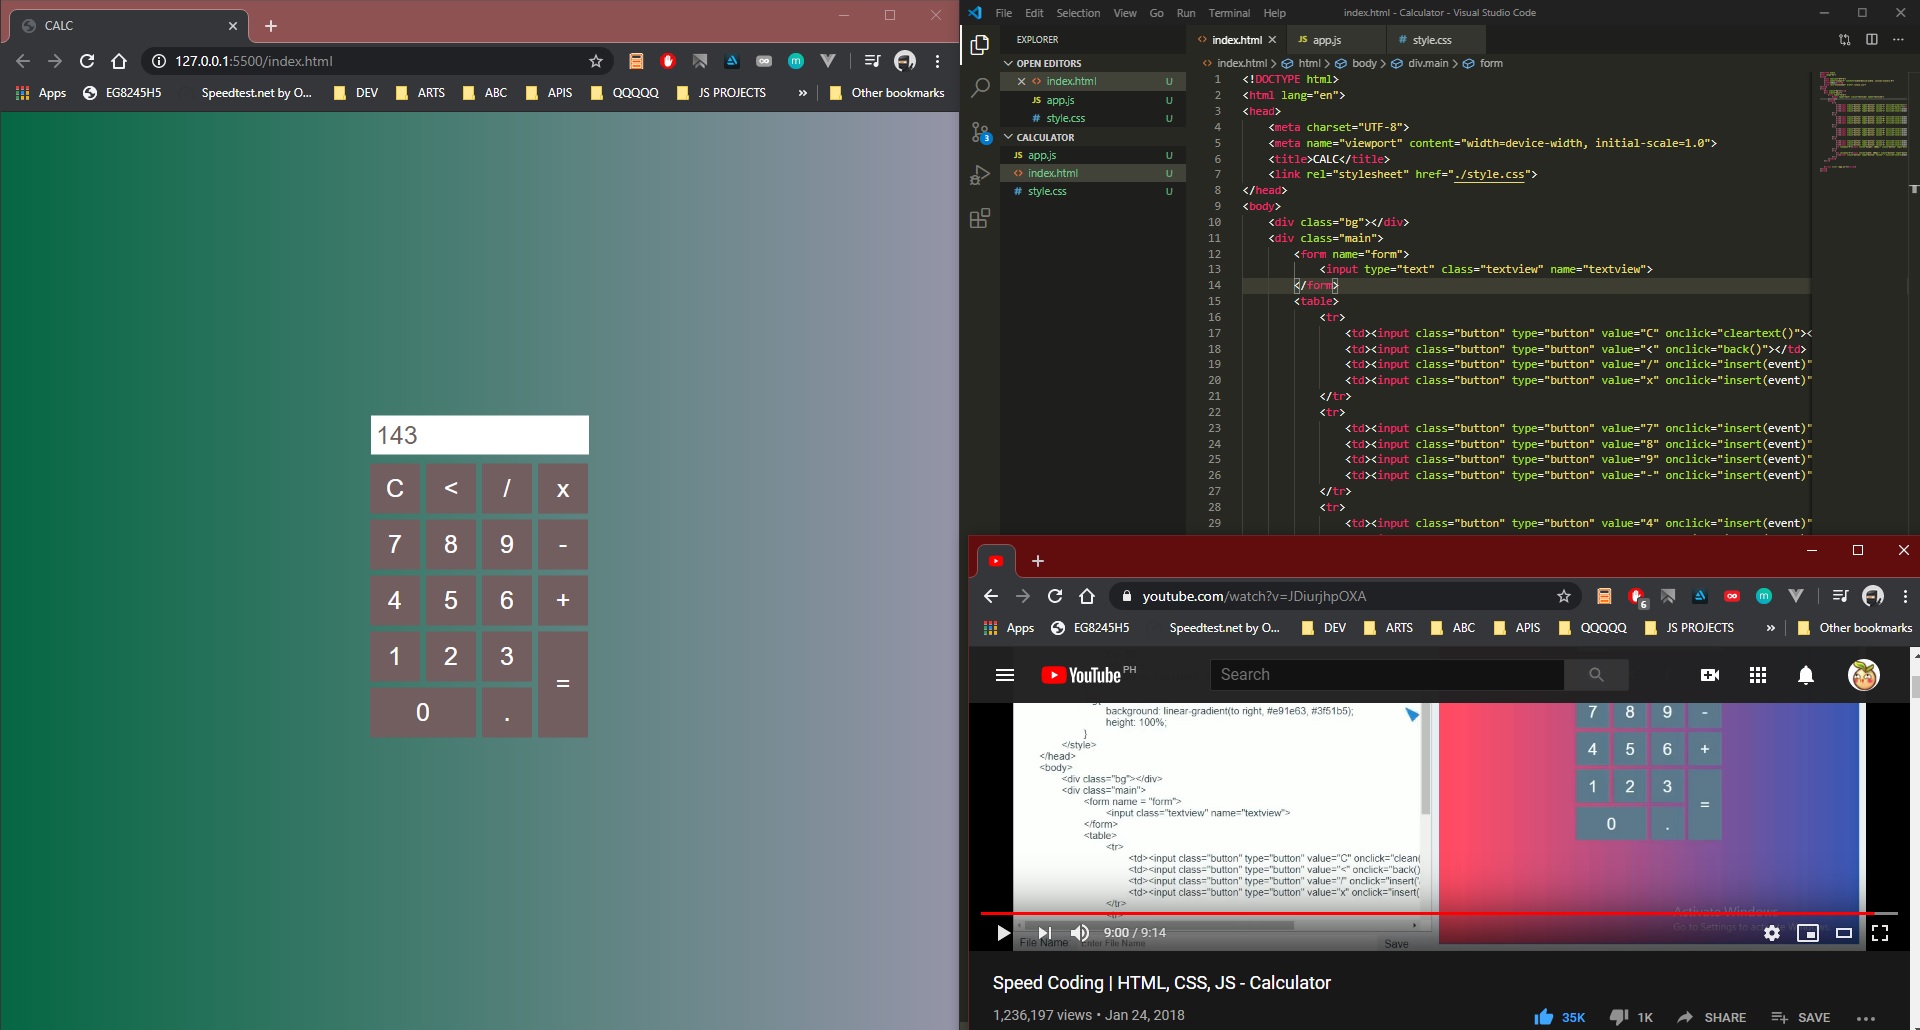 CALC
127.0.0.1:5500/index.html
Apps
EG8245H5
Speedtest.net by O...
DEV
ARTS
ABC
APIS
QQQQQ
JS PROJECTS
»
Other bookmarks
143
C < / x
7 8 9 -
4 5 6 +
1 2 3
=
0 .
File Edit Selection View Go Run Terminal Help
index.html - Calculator - Visual Studio Code
EXPLORER
OPEN EDITORS
index.html U
JS app.js U
# style.css U
CALCULATOR
JS app.js U
index.html U
# style.css U
3
index.html
JS app.js
# style.css
index.html > html > body > div.main > form
1 <!DOCTYPE html>
2 <html lang="en">
3 <head>
4 <meta charset="UTF-8">
5 <meta name="viewport" content="width=device-width, initial-scale=1.0">
6 <title>CALC</title>
7 <link rel="stylesheet" href="./style.css">
8 </head>
9 <body>
10 <div class="bg"></div>
11 <div class="main">
12 <form name="form">
13 <input type="text" class="textview" name="textview">
14 </form>
15 <table>
16 <tr>
17 <td><input class="button" type="button" value="C" onclick="cleartext()"><
18 <td><input class="button" type="button" value="<" onclick="back()"></td>
19 <td><input class="button" type="button" value="/" onclick="insert(event)"
20 <td><input class="button" type="button" value="x" onclick="insert(event)"
21 </tr>
22 <tr>
23 <td><input class="button" type="button" value="7" onclick="insert(event)"
24 <td><input class="button" type="button" value="8" onclick="insert(event)"
25 <td><input class="button" type="button" value="9" onclick="insert(event)"
26 <td><input class="button" type="button" value="-" onclick="insert(event)"
27 </tr>
28 <tr>
29 <td><input class="button" type="button" value="4" onclick="insert(event)"
youtube.com/watch?v=JDiurjhpOXA
6
Apps
EG8245H5
Speedtest.net by O...
DEV
ARTS
ABC
APIS
QQQQQ
JS PROJECTS
»
Other bookmarks
YouTube PH
Search
background: linear-gradient(to right, #e91e63, #3f51b5);
height: 100%;
}
</style>
</head>
<body>
<div class="bg"></div>
<div class="main">
<form name = "form">
<input class="textview" name="textview">
</form>
<table>
<tr>
<td><input class="button" type="button" value="C" onclick="clean(
<td><input class="button" type="button" value="<" onclick="back()
<td><input class="button" type="button" value="/" onclick="insert('
<td><input class="button" type="button" value="x" onclick="insert(
</tr>
<tr>
7 8 9 -
4 5 6 +
1 2 3
=
0 .
Activate Windows
9:00 / 9:14
File Name Enter File Name Save
Speed Coding | HTML, CSS, JS - Calculator
1,236,197 views • Jan 24, 2018
35K 1K SHARE SAVE